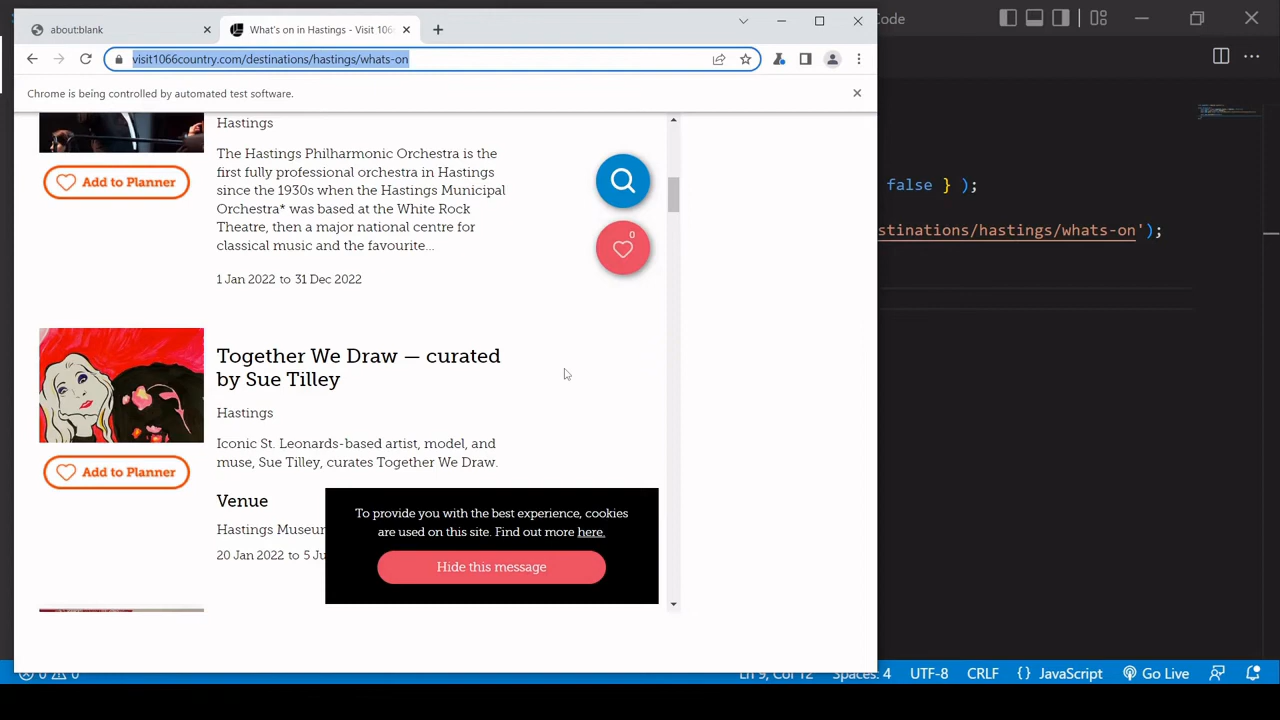 about:blank
What's on in Hastings - Visit 106
Code
visit1066country.com/destinations/hastings/whats-on
Chrome is being controlled by automated test software.
Hastings
The Hastings Philharmonic Orchestra is the
first fully professional orchestra in Hastings
since the 1930s when the Hastings Municipal
Orchestra* was based at the White Rock
Theatre, then a major national centre for
classical music and the favourite...
1 Jan 2022 to 31 Dec 2022
Add to Planner
0
false } );
stinations/hastings/whats-on');
Together We Draw — curated
by Sue Tilley
Hastings
Iconic St. Leonards-based artist, model, and
muse, Sue Tilley, curates Together We Draw.
Add to Planner
Venue
Hastings Museum
20 Jan 2022 to 5 Ju
To provide you with the best experience, cookies
are used on this site. Find out more here.
Hide this message
0 0
Ln 9, Col 12 Spaces: 4 UTF-8 CRLF {} JavaScript Go Live